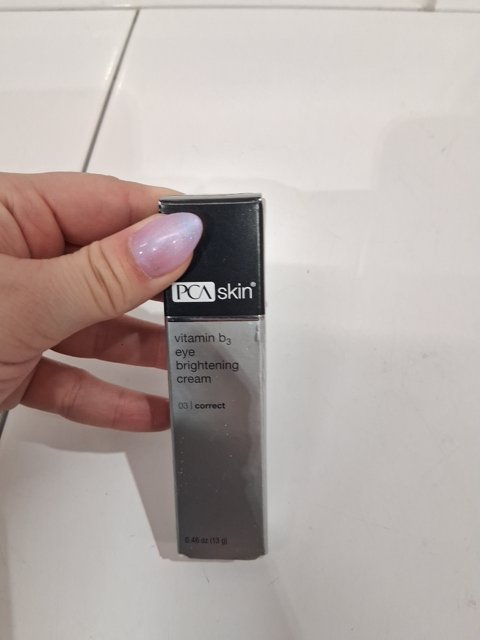 PCA skin®
vitamin b₃
eye
brightening
cream
03 | correct
0.46 oz (13 g)